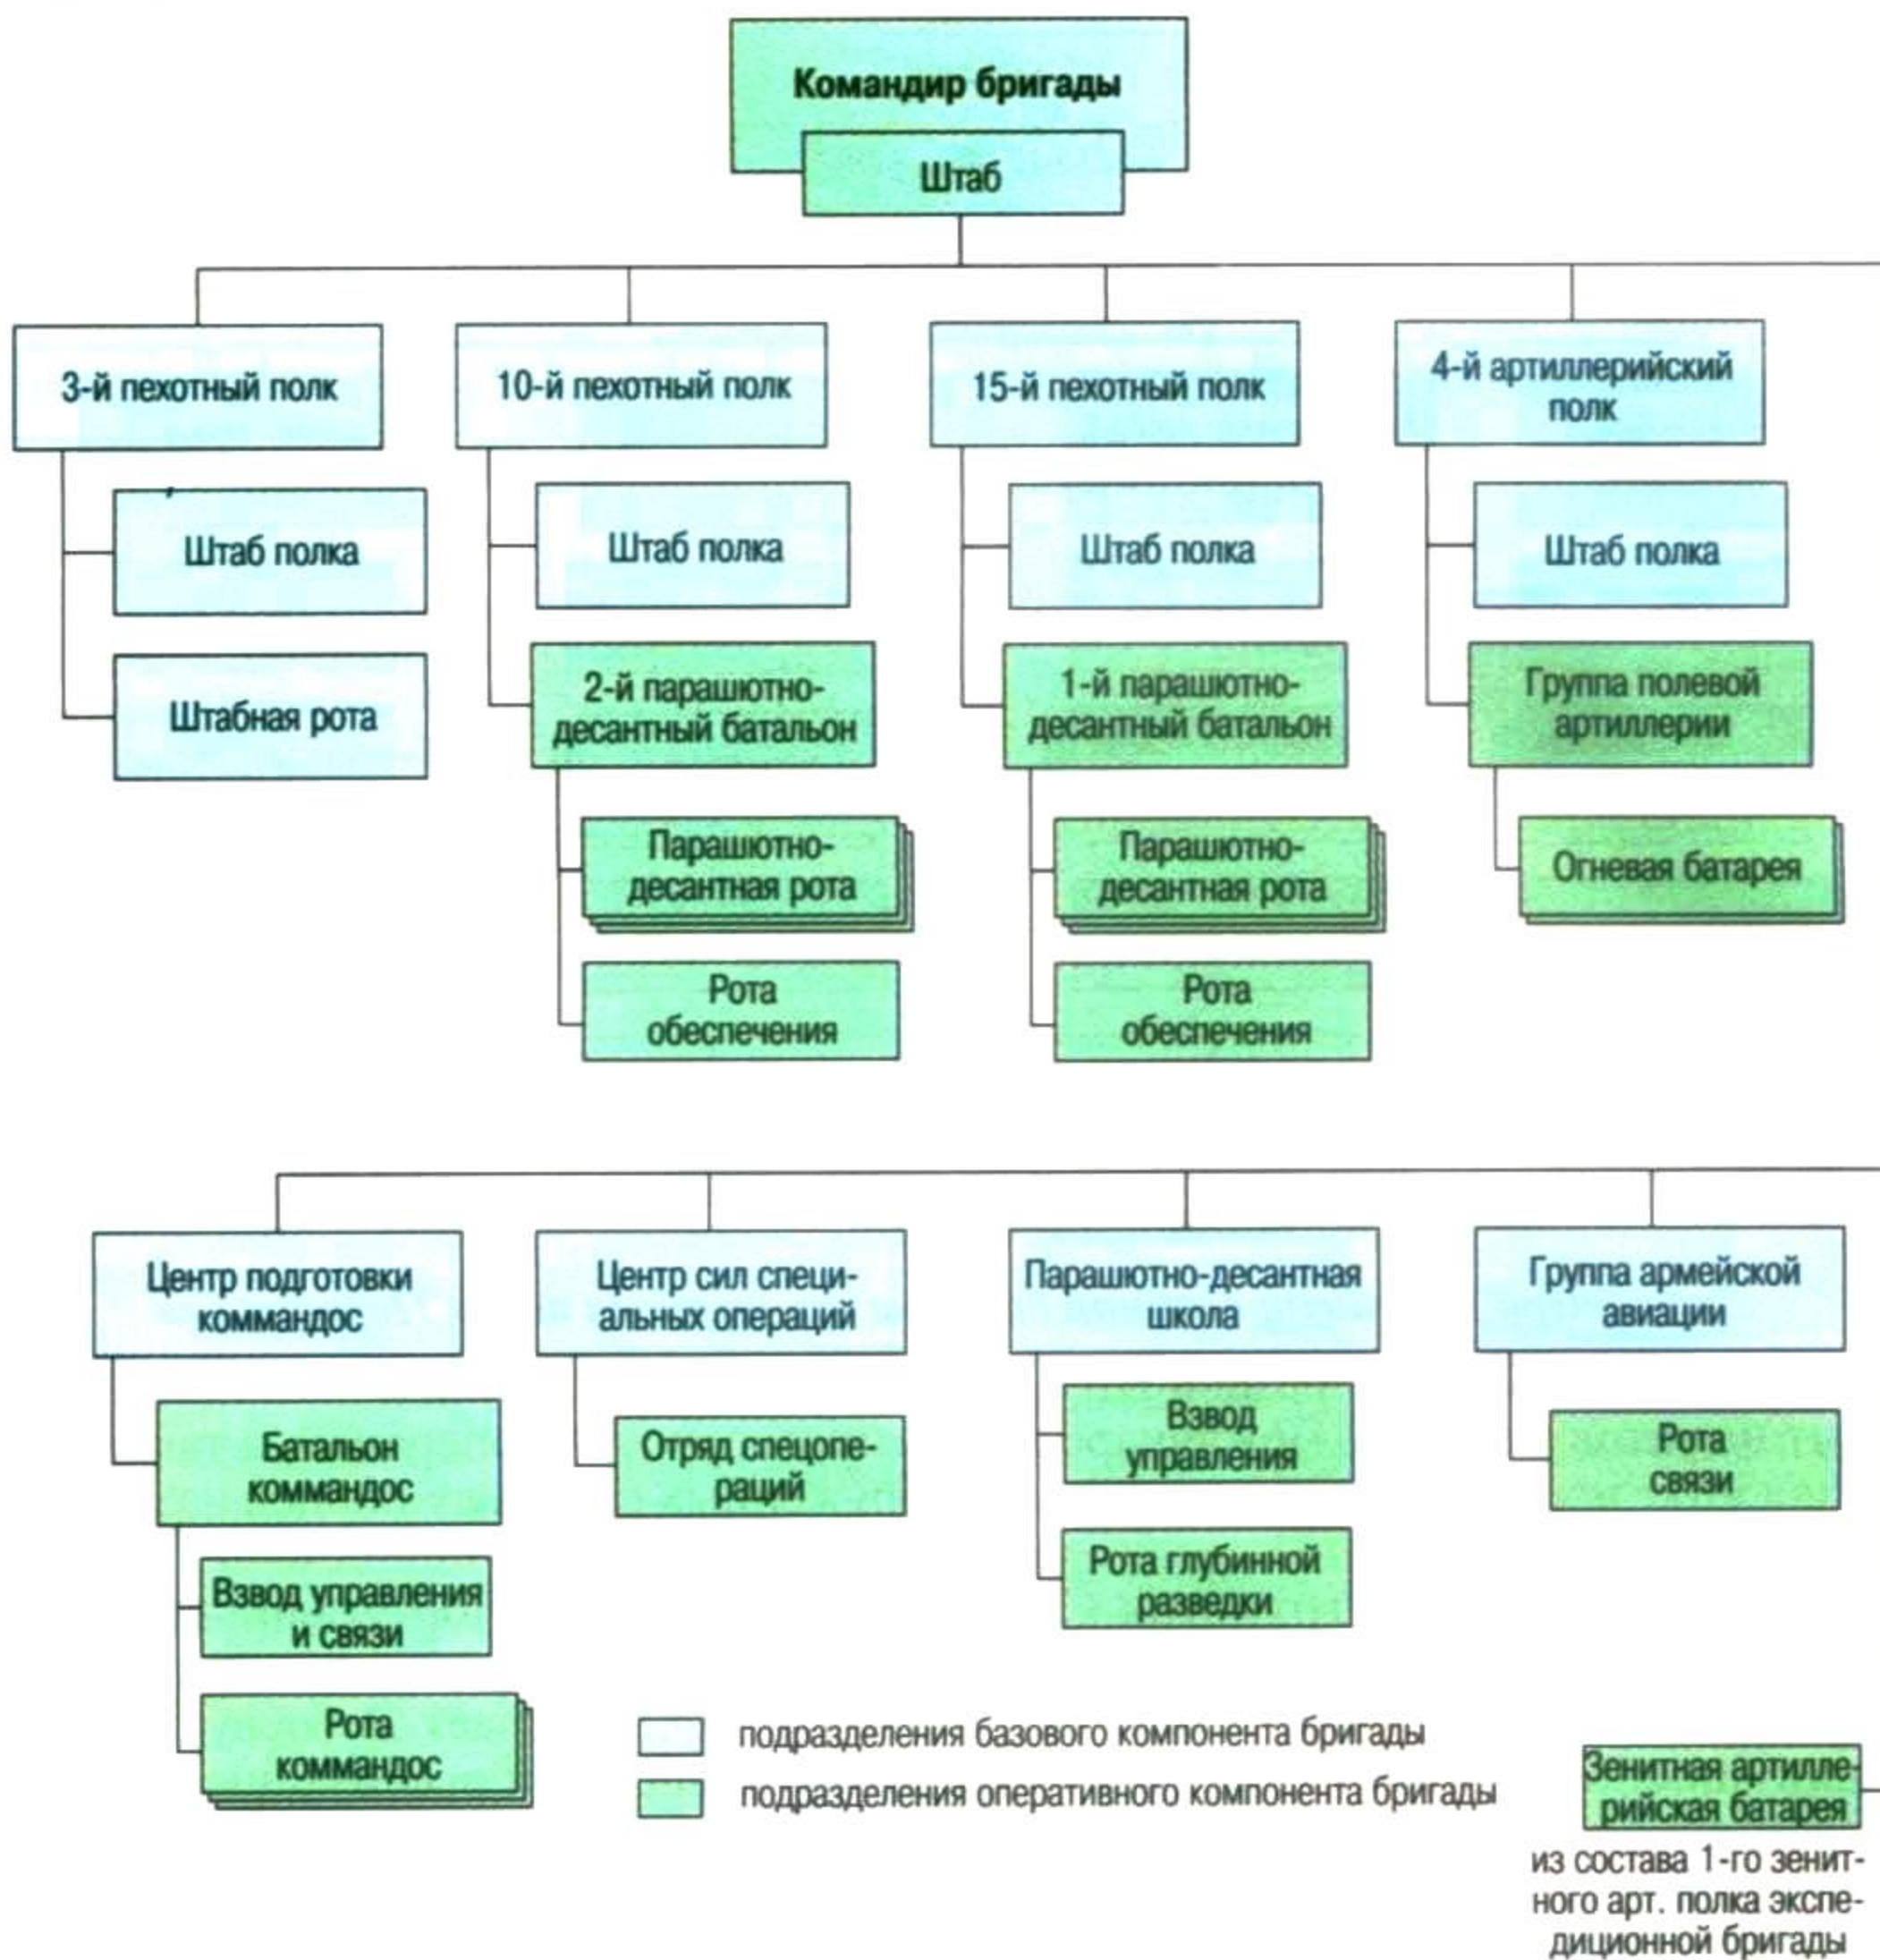 Командир бригады
Штаб
3-й пехотный полк
10-й пехотный полк
15-й пехотный полк
4-й артиллерийский
полк
Штаб полка
Штаб полка
Штаб полка
Штаб полка
Штабная рота
2-й парашютно-
десантный батальон
1-й парашютно-
десантный батальон
Группа полевой
артиллерии
Парашютно-
десантная рота
Парашютно-
десантная рота
Огневая батарея
Рота
обеспечения
Рота
обеспечения
Центр подготовки
коммандос
Центр сил специ-
альных операций
Парашютно-десантная
школа
Группа армейской
авиации
Батальон
коммандос
Отряд спецопе-
раций
Взвод
управления
Рота
связи
Взвод управления
и связи
Рота глубинной
разведки
Рота
коммандос
подразделения базового компонента бригады
подразделения оперативного компонента бригады
Зенитная артилле-
рийская батарея
из состава 1-го зенит-
ного арт. полка экспе-
диционной бригады